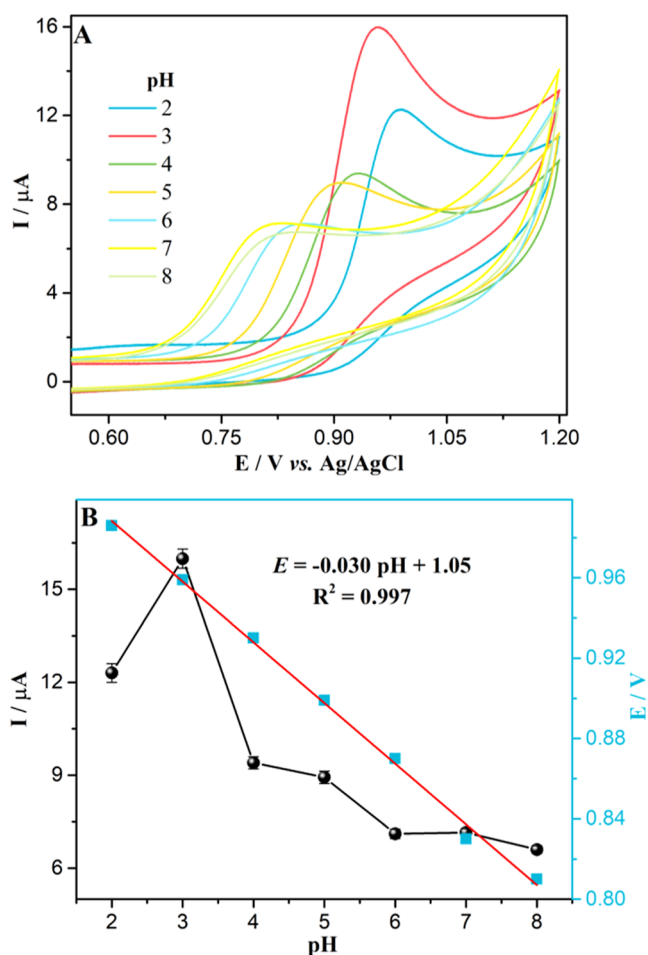 A
16
12
8
4
0
I / μA
pH
2
3
4
5
6
7
8
0.60 0.75 0.90 1.05 1.20
E / V vs. Ag/AgCl
B
E = -0.030 pH + 1.05
R² = 0.997
15
12
9
6
I / μA
0.96
0.92
0.88
0.84
0.80
E / V
2 3 4 5 6 7 8
pH